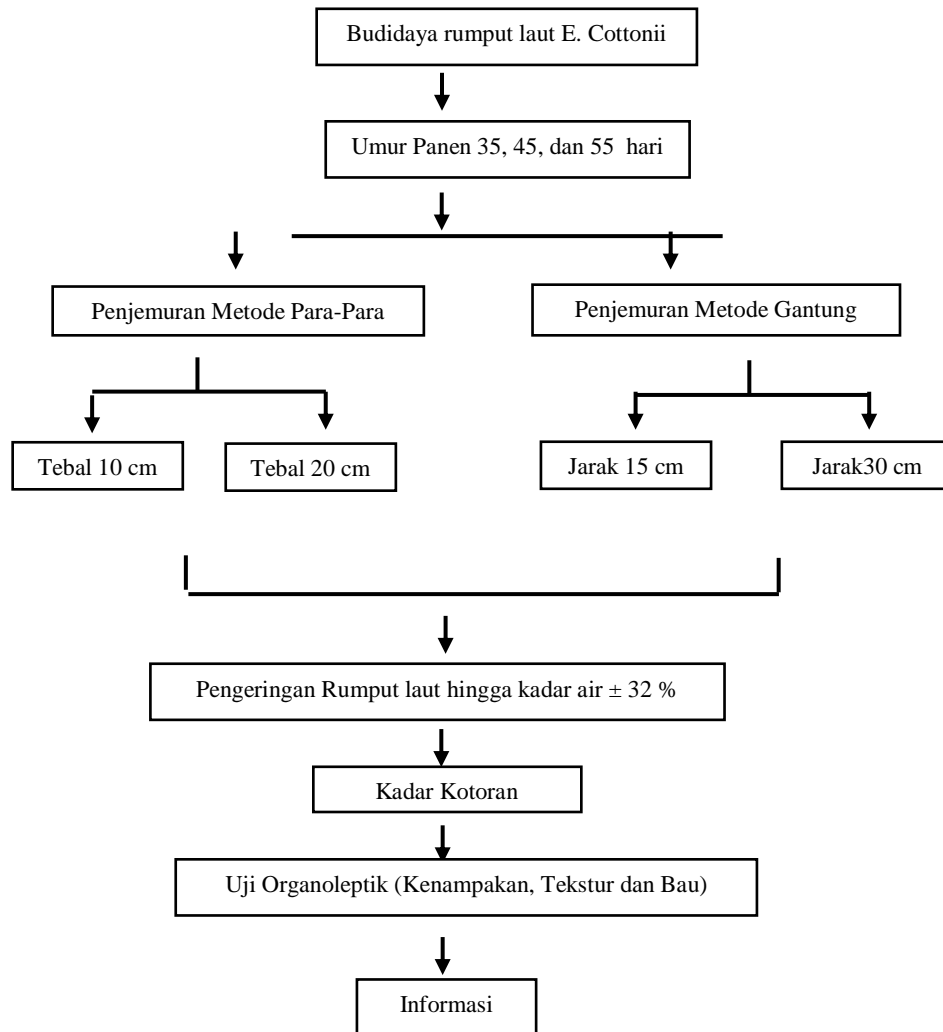 Budidaya rumput laut E. Cottonii
Umur Panen 35, 45, dan 55 hari
Penjemuran Metode Para-Para
Penjemuran Metode Gantung
Tebal 10 cm
Tebal 20 cm
Jarak 15 cm
Jarak30 cm
Pengeringan Rumput laut hingga kadar air ± 32 %
Kadar Kotoran
Uji Organoleptik (Kenampakan, Tekstur dan Bau)
Informasi